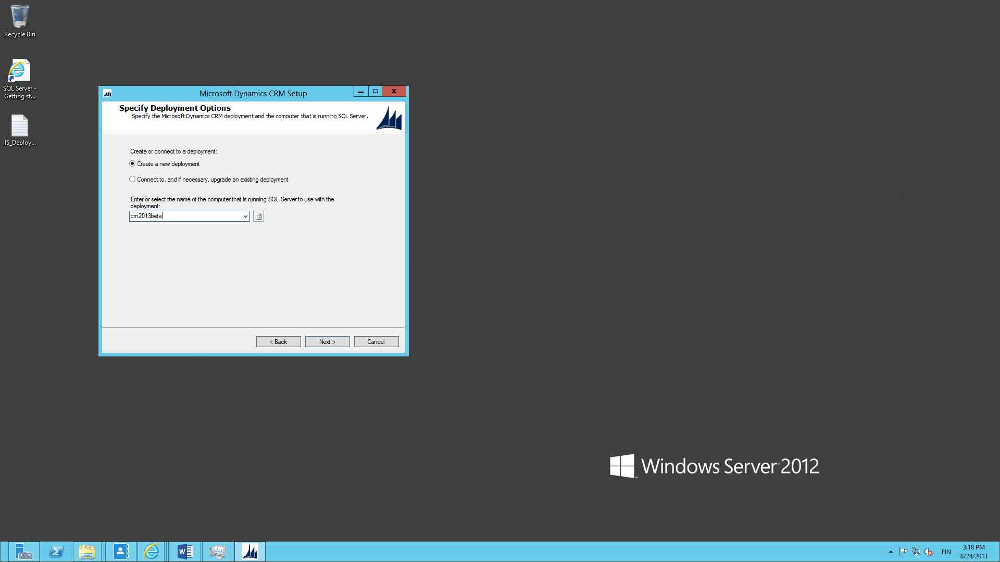 Recycle Bin
SQL Server -
Getting st...
IIS_Deploy...
Microsoft Dynamics CRM Setup
Specify Deployment Options
Specify the Microsoft Dynamics CRM deployment and the computer that is running SQL Server.
Create or connect to a deployment:
Create a new deployment
Connect to, and if necessary, upgrade an existing deployment
Enter or select the name of the computer that is running SQL Server to use with the
deployment:
crm2013beta
< Back
Next >
Cancel
Windows Server 2012
FIN
3:18 PM
8/24/2013